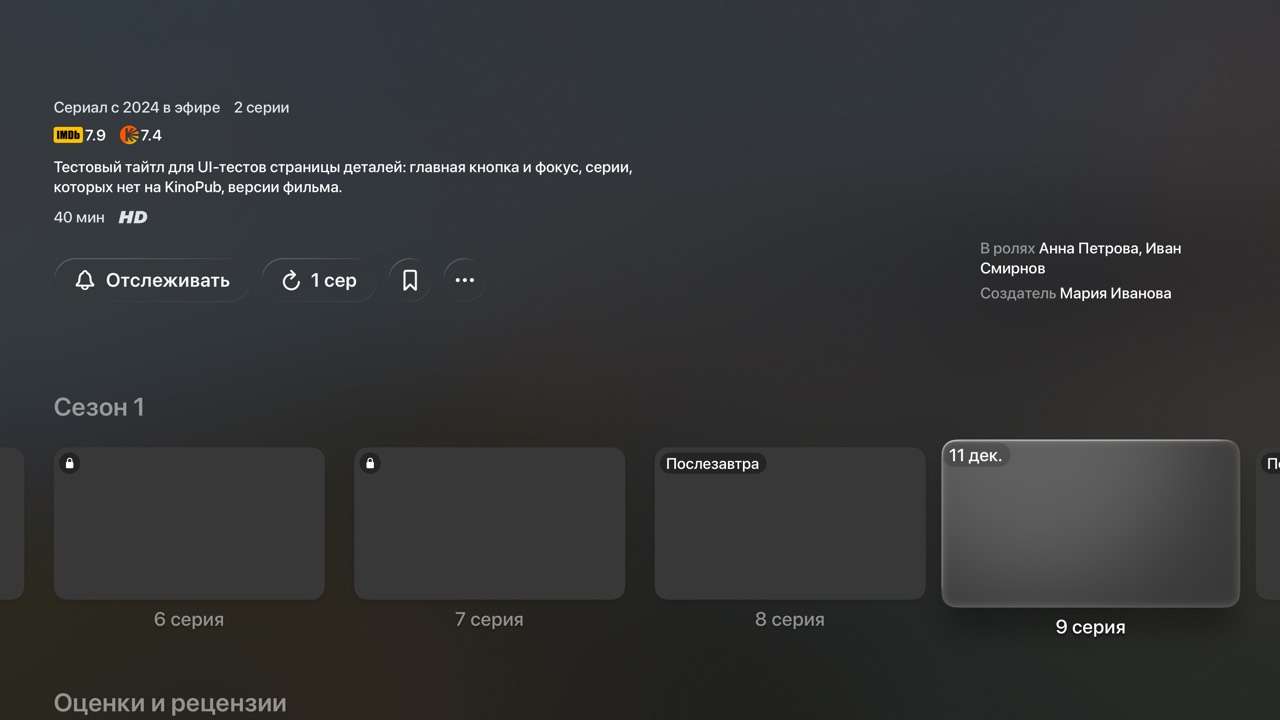 Сериал с 2024 в эфире 2 серии
IMDb 7.9 7.4
Тестовый тайтл для UI-тестов страницы деталей: главная кнопка и фокус, серии,
которых нет на KinoPub, версии фильма.
40 мин HD
В ролях Анна Петрова, Иван
Смирнов
Создатель Мария Иванова
Отслеживать
1 сер
Сезон 1
Послезавтра
11 дек.
6 серия
7 серия
8 серия
9 серия
Оценки и рецензии